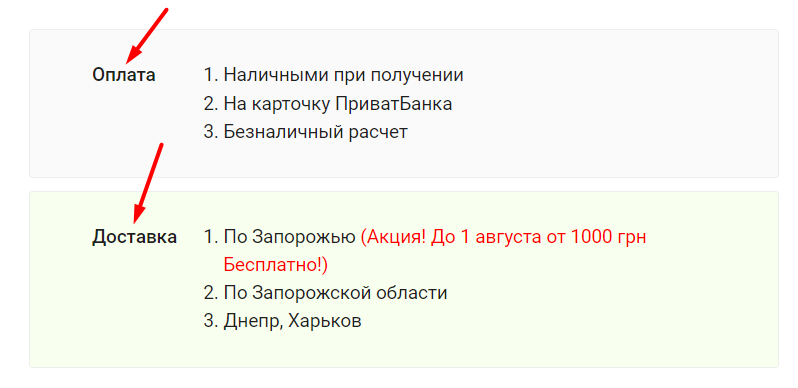 Оплата
1. Наличными при получении
2. На карточку ПриватБанка
3. Безналичный расчет
Доставка
1. По Запорожью (Акция! До 1 августа от 1000 грн
Бесплатно!)
2. По Запорожской области
3. Днепр, Харьков